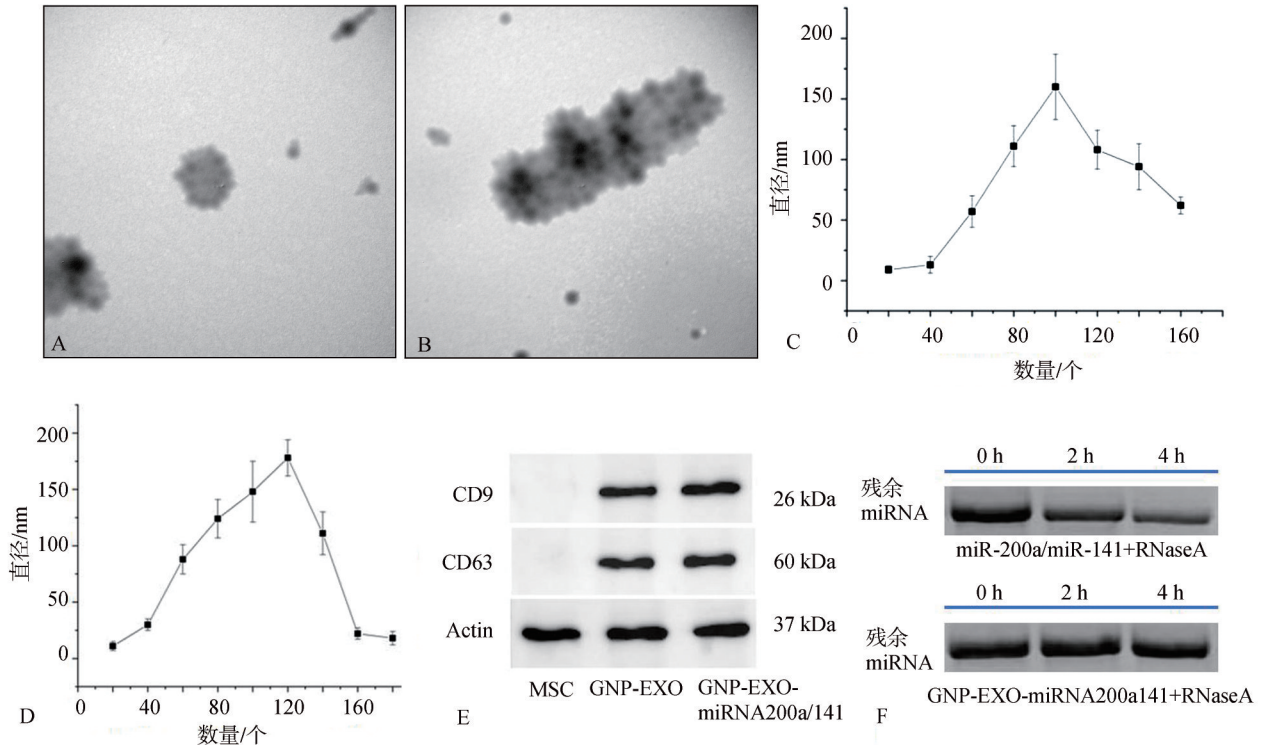 A
B
200
150
100
50
0
直径/nm
0 40 80 120 160
数量/个
C
200
150
100
50
0
直径/nm
0 40 80 120 160
数量/个
D
CD9
26 kDa
CD63
60 kDa
Actin
37 kDa
MSC
GNP-EXO
GNP-EXO-
miRNA200a/141
E
0 h 2 h 4 h
残余
miRNA
miR-200a/miR-141+RNaseA
0 h 2 h 4 h
残余
miRNA
GNP-EXO-miRNA200a141+RNaseA
F